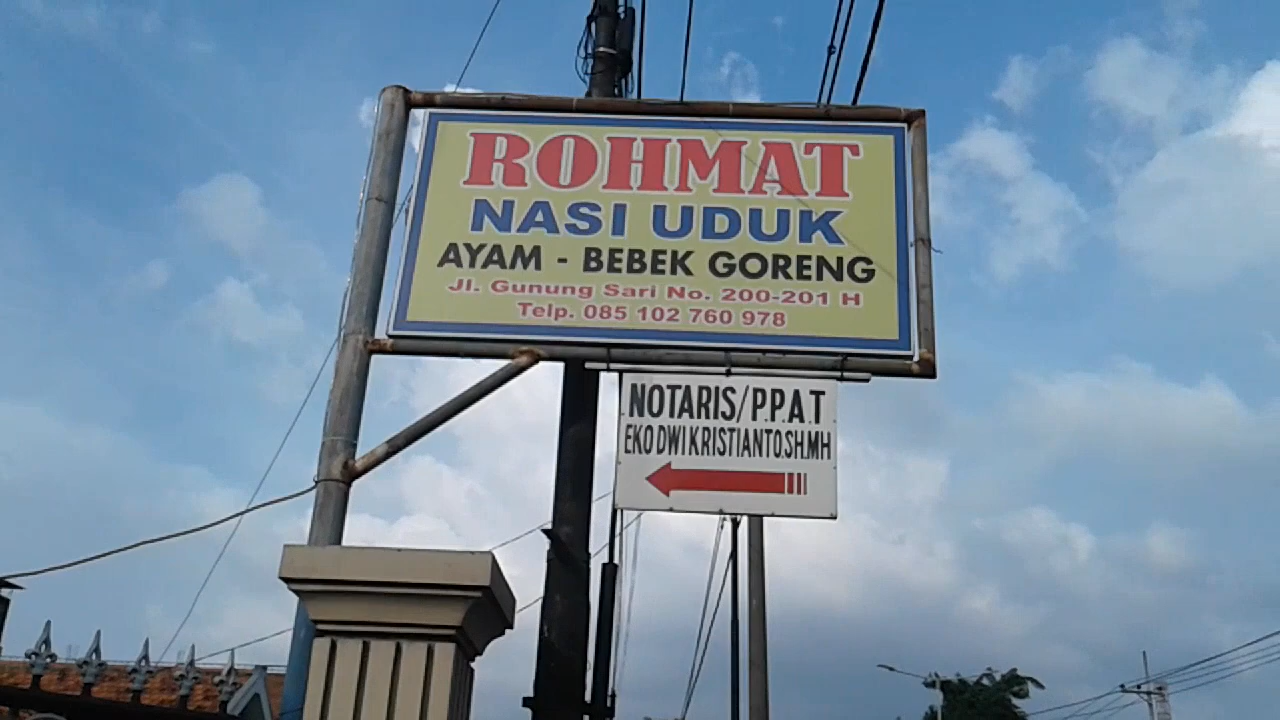 ROHMAT
NASI UDUK
AYAM - BEBEK GORENG
Jl. Gunung Sari No. 200-201 H
Telp. 085 102 760 978
NOTARIS/P.P.A.T
EKO DWI KRISTIANTO.SH.MH